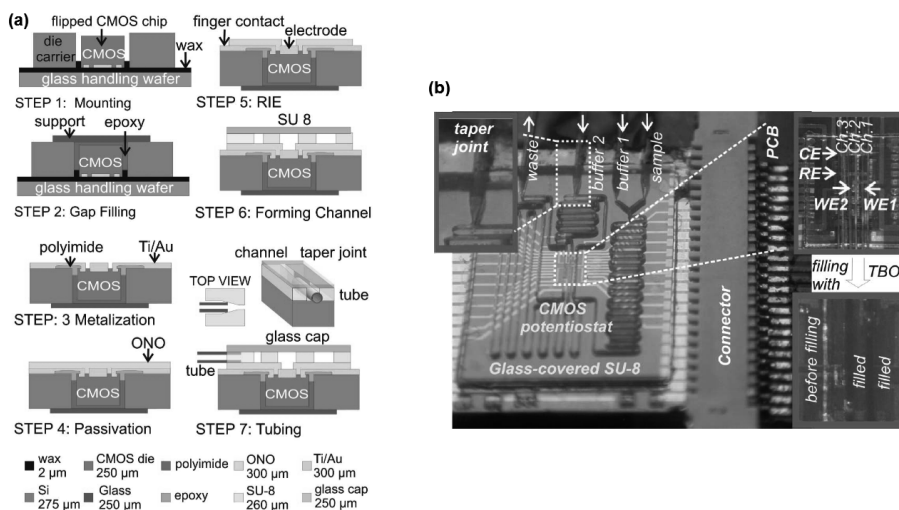 (a)
flipped CMOS chip
die
carrier
CMOS
wax
glass handling wafer
STEP 1: Mounting
support
epoxy
CMOS
glass handling wafer
STEP 2: Gap Filling
polyimide
Ti/Au
CMOS
STEP: 3 Metalization
ONO
CMOS
STEP 4: Passivation
finger contact
electrode
CMOS
STEP 5: RIE
SU 8
CMOS
STEP 6: Forming Channel
channel
taper joint
TOP VIEW
tube
glass cap
tube
CMOS
STEP 7: Tubing
wax
2 μm
CMOS die
250 μm
polyimide
ONO
300 μm
Ti/Au
300 μm
Si
275 μm
Glass
250 μm
epoxy
SU-8
260 μm
glass cap
250 μm
(b)
taper
joint
waste
buffer 2
buffer 1
sample
PCB
Connector
CMOS
potentiostat
Glass-covered SU-8
Ch.3
Ch.2
Ch.1
CE
RE
WE2
WE1
filling
with
TBO
before filling
filled
filled